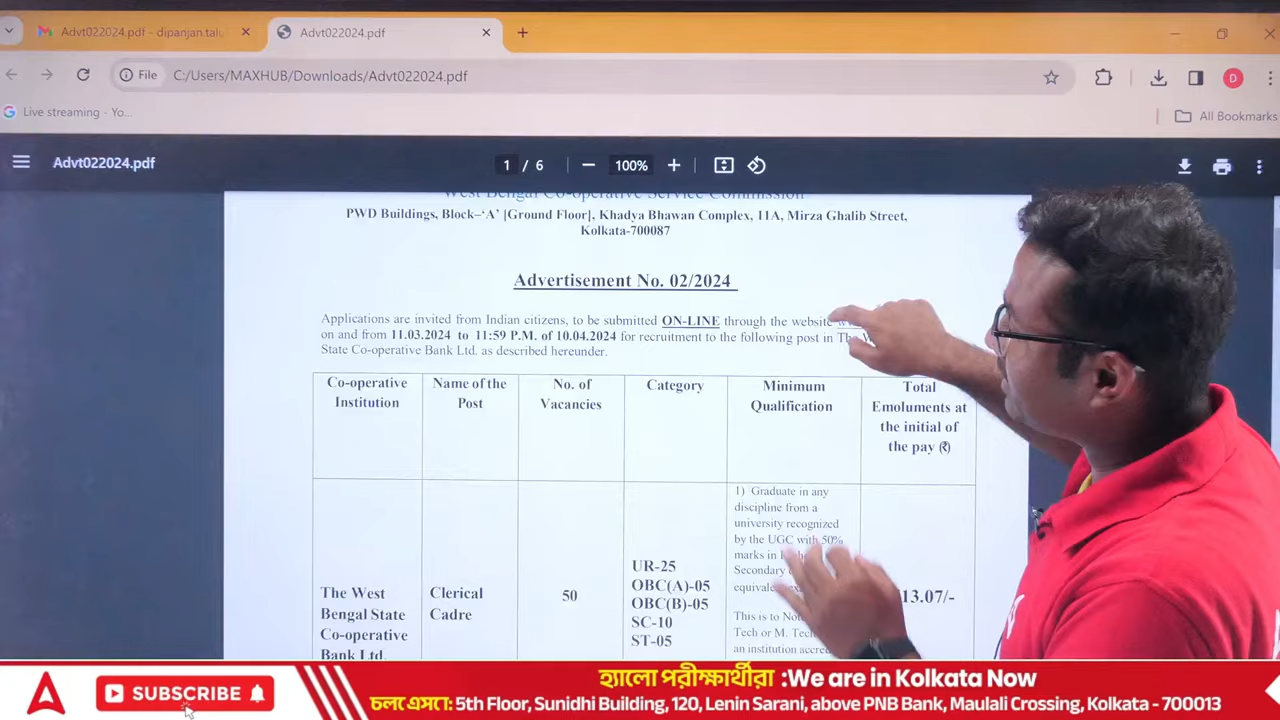 Advt022024.pdf - dipanjan.talu
Advt022024.pdf
File
C:/Users/MAXHUB/Downloads/Advt022024.pdf
D
Live streaming - Yo...
All Bookmarks
Advt022024.pdf
1 / 6
100%
West Bengal Co-operative Service Commission
PWD Buildings, Block–‘A’ [Ground Floor], Khadya Bhawan Complex, 11A, Mirza Ghalib Street,
Kolkata-700087
Advertisement No. 02/2024
Applications are invited from Indian citizens, to be submitted ON-LINE through the website
on and from 11.03.2024 to 11:59 P.M. of 10.04.2024 for recruitment to the following post in The
State Co-operative Bank Ltd. as described hereunder.
Co-operative
Institution
Name of the
Post
No. of
Vacancies
Category
Minimum
Qualification
Total
Emoluments at
the initial of
the pay (₹)
The West
Bengal State
Co-operative
Bank Ltd.
Clerical
Cadre
50
UR-25
OBC(A)-05
OBC(B)-05
SC-10
ST-05
1) Graduate in any
discipline from a
university recognized
by the UGC with 50%
marks in
Secondary
This is to
Tech or M. Tech
an institution
13.07/-
SUBSCRIBE
হ্যালো পরীক্ষার্থীরা :We are in Kolkata Now
চলে এসো: 5th Floor, Sunidhi Building, 120, Lenin Sarani, above PNB Bank, Maulali Crossing, Kolkata - 700013